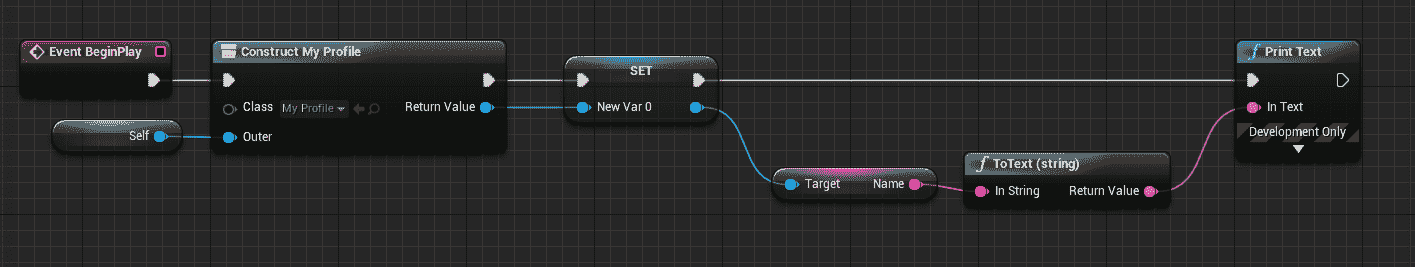 Event BeginPlay
Construct My Profile
Class My Profile Return Value
Self
Outer
SET
New Var 0
Target Name
ToText (string)
In String Return Value
Print Text
In Text
Development Only